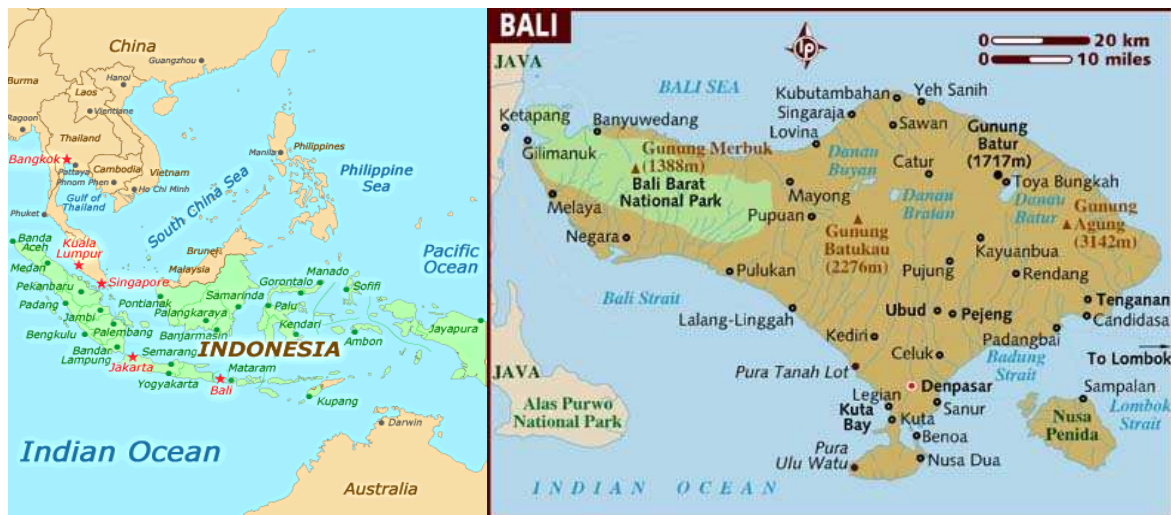 China
Guangzhou
Burma
Hanoi
Laos
Ragoon
Vientiane
Thailand
Bangkok
Pattaya
Cambodia
Vietnam
Phnom Phen
Ho Chi Minh
Gulf of
Thailand
Phuket
Manila
Philippines
Philippine
Sea
South China Sea
Pacific
Ocean
Banda
Aceh
Kuala
Lumpur
Brunei
Malaysia
Medan
Singapore
Manado
Gorontalo
Sofifi
Pekanbaru
Samarinda
Pontianak
Palu
Padang
Palangkaraya
Jambi
Kendari
Jayapura
Palembang
Banjarmasin
Ambon
Bengkulu
Bandar
Lampung
Semarang
INDONESIA
Jakarta
Mataram
Yogyakarta
Bali
Kupang
Darwin
Indian Ocean
Australia
BALI
JAVA
LP
0 20 km
0 10 miles
BALI SEA
Kubutambahan
Yeh Sanih
Singaraja
Ketapang
Banyuwedang
Lovina
Sawan
Gunung
Batur
(1717m)
Gilimanuk
Gunung Merbuk
(1388m)
Danau
Buyan
Catur
Toya Bungkah
Bali Barat
National Park
Mayong
Danau
Bratan
Danau
Batur
Gunung
Agung
(3142m)
Melaya
Pupuan
Negara
Gunung
Batukau
(2276m)
Kayuanbua
Pulukan
Pujung
Rendang
Bali Strait
Lalang-Linggah
Ubud
Pejeng
Tenganan
Candidasa
Padangbai
Kediri
Celuk
Badung
Strait
To Lombok
JAVA
Pura Tanah Lot
Denpasar
Sampalan
Alas Purwo
National Park
Legian
Sanur
Kuta
Bay
Kuta
Nusa
Penida
Lombok
Strait
Benoa
Pura
Ulu Watu
Nusa Dua
INDIAN OCEAN